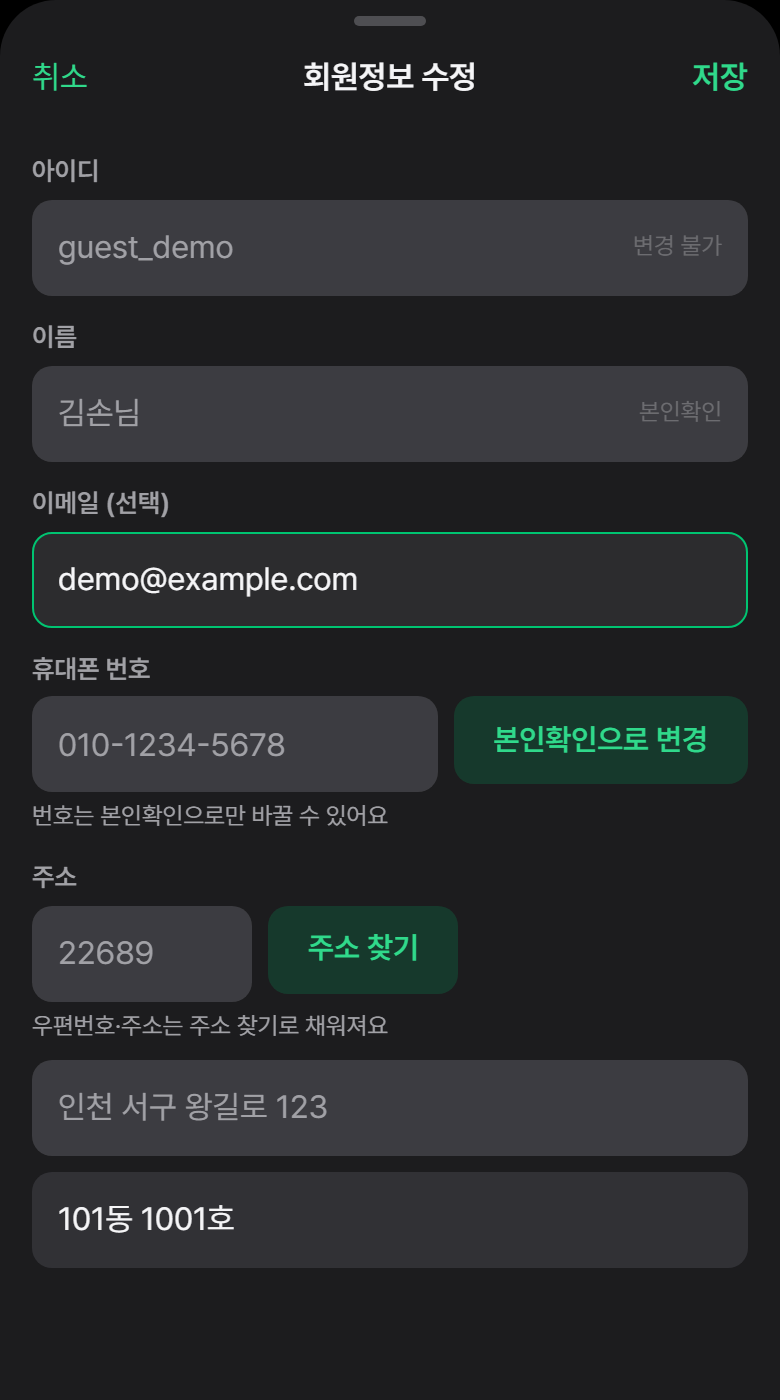 취소 회원정보 수정 저장
아이디
guest_demo 변경 불가
이름
김손님 본인확인
이메일 (선택)
demo@example.com
휴대폰 번호
010-1234-5678 본인확인으로 변경
번호는 본인확인으로만 바꿀 수 있어요
주소
22689 주소 찾기
우편번호·주소는 주소 찾기로 채워져요
인천 서구 왕길로 123
101동 1001호